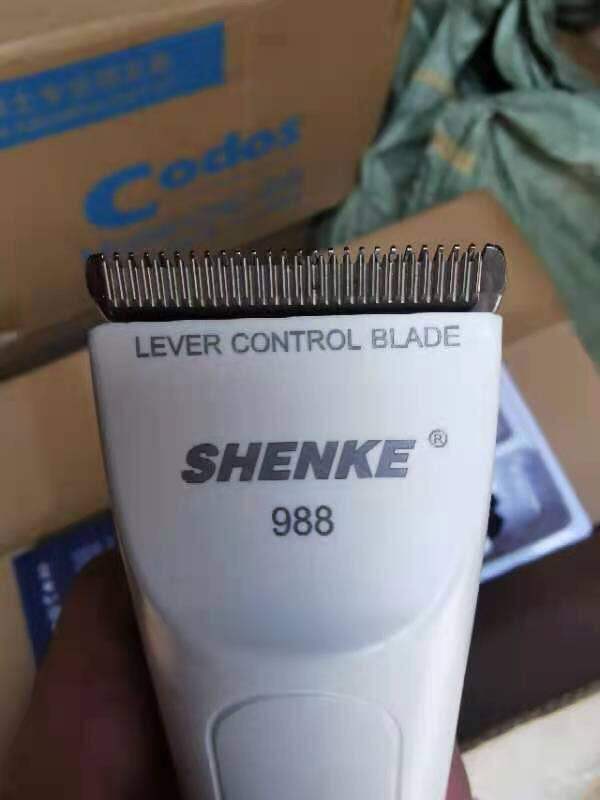 Codos
LEVER CONTROL BLADE
SHENKE ®
988